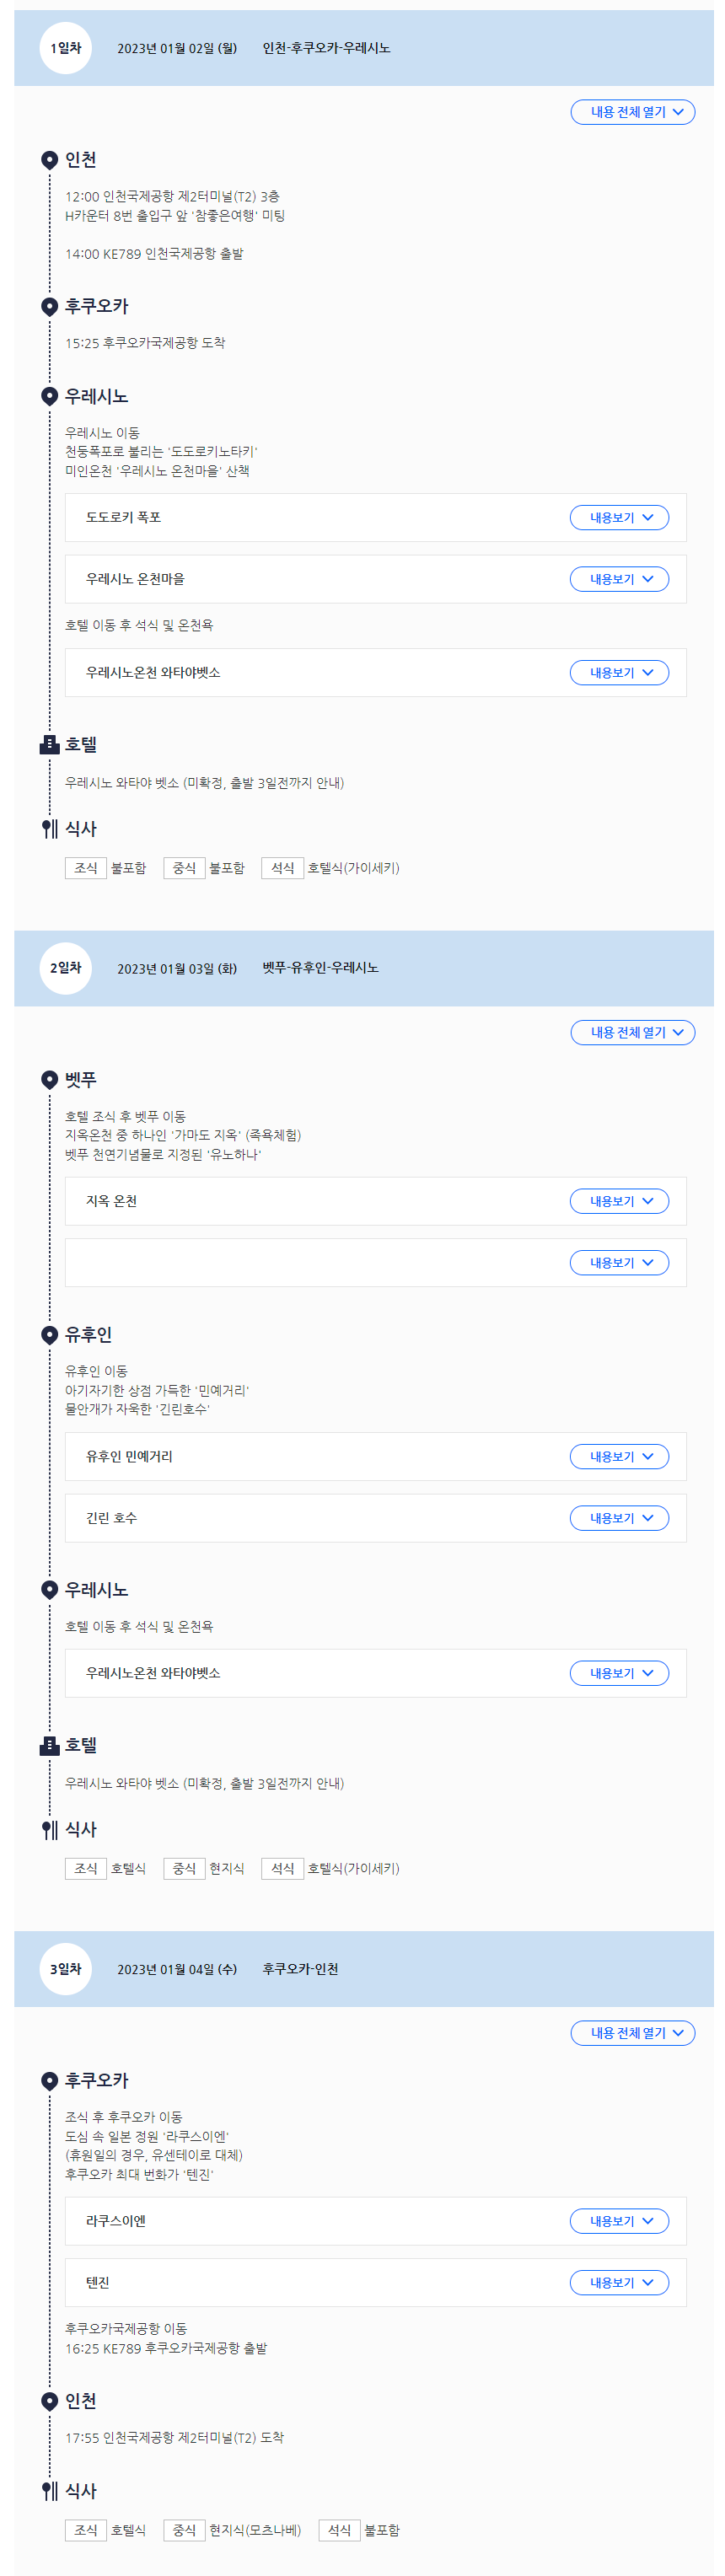 1일차 2023년 01월 02일 (월) 인천-후쿠오카-우레시노
내용 전체 열기
인천
12:00 인천국제공항 제2터미널(T2) 3층
H카운터 8번 출입구 앞 '참좋은여행' 미팅
14:00 KE789 인천국제공항 출발
후쿠오카
15:25 후쿠오카국제공항 도착
우레시노
우레시노 이동
천둥폭포로 불리는 '도도로키노타키'
미인온천 '우레시노 온천마을' 산책
도도로키 폭포 내용보기
우레시노 온천마을 내용보기
호텔 이동 후 석식 및 온천욕
우레시노온천 와타야벳소 내용보기
호텔
우레시노 와타야 벳소 (미확정, 출발 3일전까지 안내)
식사
조식 불포함 중식 불포함 석식 호텔식(가이세키)
2일차 2023년 01월 03일 (화) 벳푸-유후인-우레시노
내용 전체 열기
벳푸
호텔 조식 후 벳푸 이동
지옥온천 중 하나인 '가마도 지옥' (족욕체험)
벳푸 천연기념물로 지정된 '유노하나'
지옥 온천 내용보기
내용보기
유후인
유후인 이동
아기자기한 상점 가득한 '민예거리'
물안개가 자욱한 '긴린호수'
유후인 민예거리 내용보기
긴린 호수 내용보기
우레시노
호텔 이동 후 석식 및 온천욕
우레시노온천 와타야벳소 내용보기
호텔
우레시노 와타야 벳소 (미확정, 출발 3일전까지 안내)
식사
조식 호텔식 중식 현지식 석식 호텔식(가이세키)
3일차 2023년 01월 04일 (수) 후쿠오카-인천
내용 전체 열기
후쿠오카
조식 후 후쿠오카 이동
도심 속 일본 정원 '라쿠스이엔'
(휴원일의 경우, 유센테이로 대체)
후쿠오카 최대 번화가 '텐진'
라쿠스이엔 내용보기
텐진 내용보기
후쿠오카국제공항 이동
16:25 KE789 후쿠오카국제공항 출발
인천
17:55 인천국제공항 제2터미널(T2) 도착
식사
조식 호텔식 중식 현지식(모츠나베) 석식 불포함